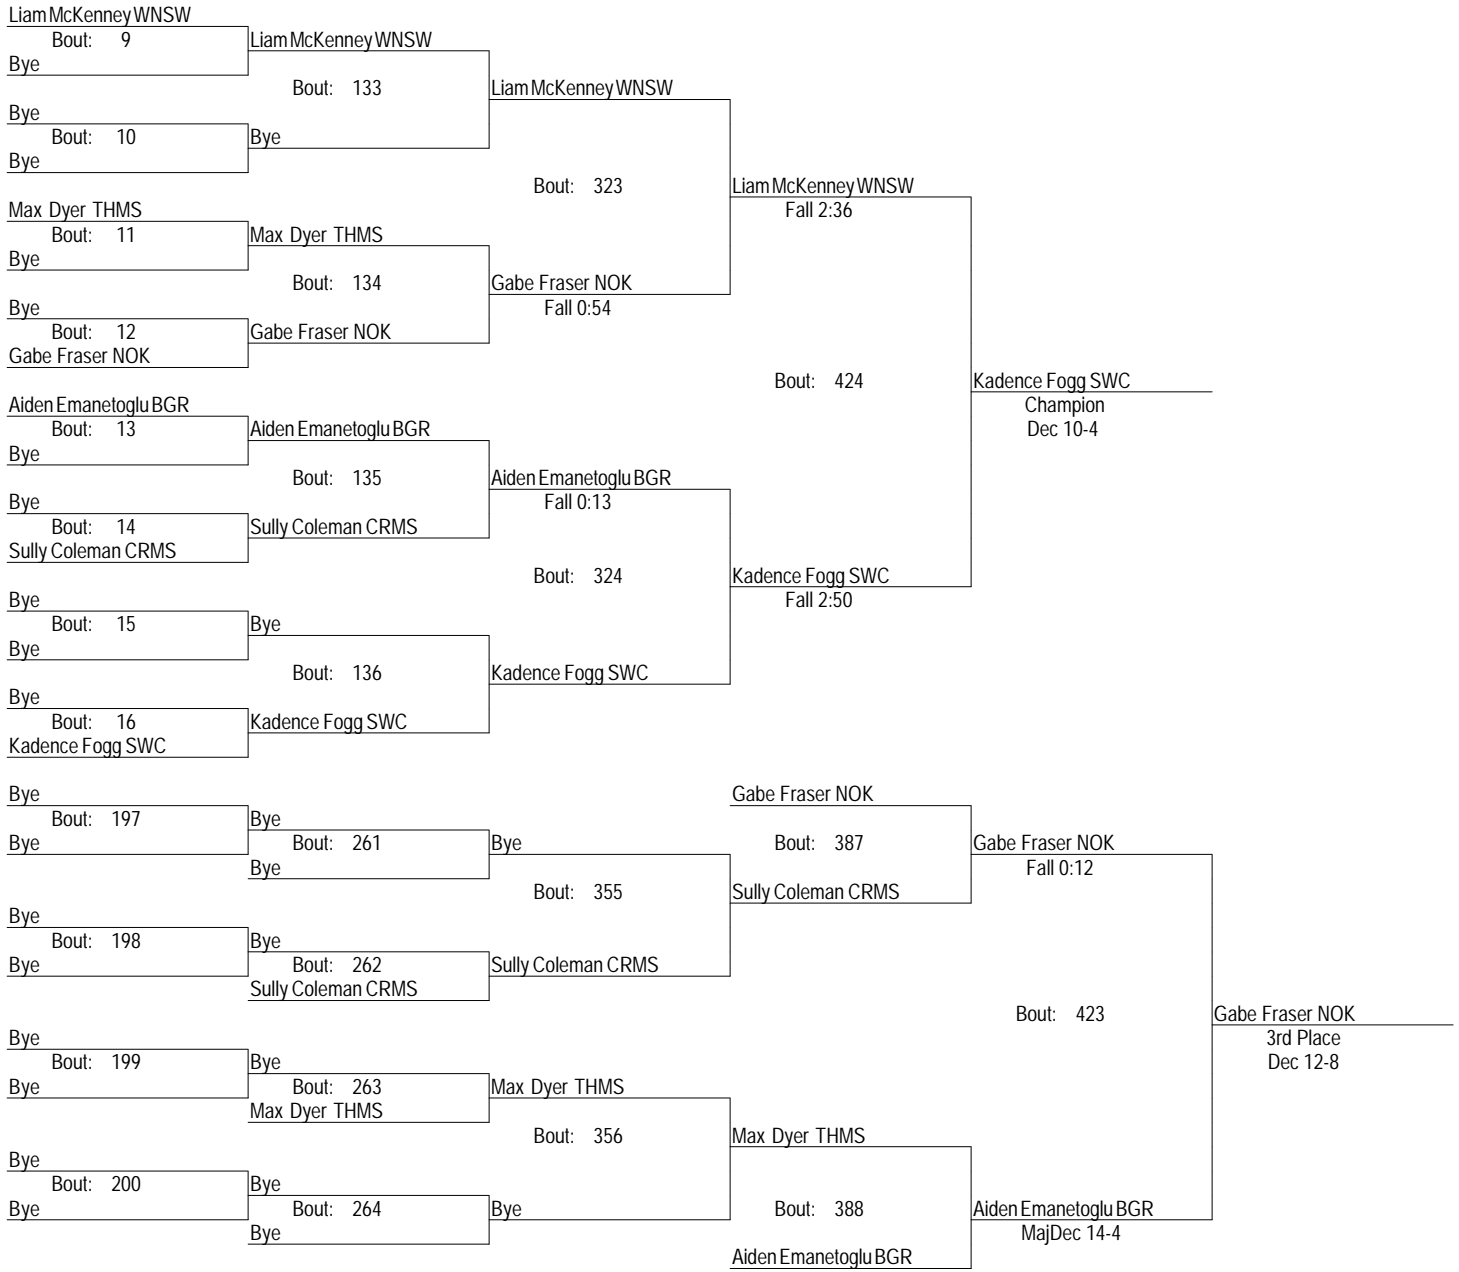 Liam McKenney WNSW
Bout: 9
Liam McKenney WNSW
Bye
Bout: 133
Liam McKenney WNSW
Bye
Bout: 10
Bye
Bye
Bout: 323
Liam McKenney WNSW
Fall 2:36
Max Dyer THMS
Bout: 11
Max Dyer THMS
Bye
Bout: 134
Gabe Fraser NOK
Fall 0:54
Bye
Bout: 12
Gabe Fraser NOK
Gabe Fraser NOK
Bout: 424
Kadence Fogg SWC
Champion
Dec 10-4
Aiden Emanetoglu BGR
Bout: 13
Aiden Emanetoglu BGR
Bye
Bout: 135
Aiden Emanetoglu BGR
Fall 0:13
Bye
Bout: 14
Sully Coleman CRMS
Sully Coleman CRMS
Bout: 324
Kadence Fogg SWC
Fall 2:50
Bye
Bout: 15
Bye
Bye
Bout: 136
Kadence Fogg SWC
Bye
Bout: 16
Kadence Fogg SWC
Kadence Fogg SWC
Bye
Bout: 197
Bye
Bye
Bout: 261
Bye
Bye
Gabe Fraser NOK
Bout: 387
Gabe Fraser NOK
Fall 0:12
Bout: 355
Sully Coleman CRMS
Bye
Bout: 198
Bye
Bye
Bout: 262
Sully Coleman CRMS
Sully Coleman CRMS
Bout: 423
Gabe Fraser NOK
3rd Place
Dec 12-8
Bye
Bout: 199
Bye
Bye
Bout: 263
Max Dyer THMS
Max Dyer THMS
Bout: 356
Max Dyer THMS
Bye
Bout: 200
Bye
Bye
Bout: 264
Bye
Bye
Bout: 388
Aiden Emanetoglu BGR
MajDec 14-4
Aiden Emanetoglu BGR